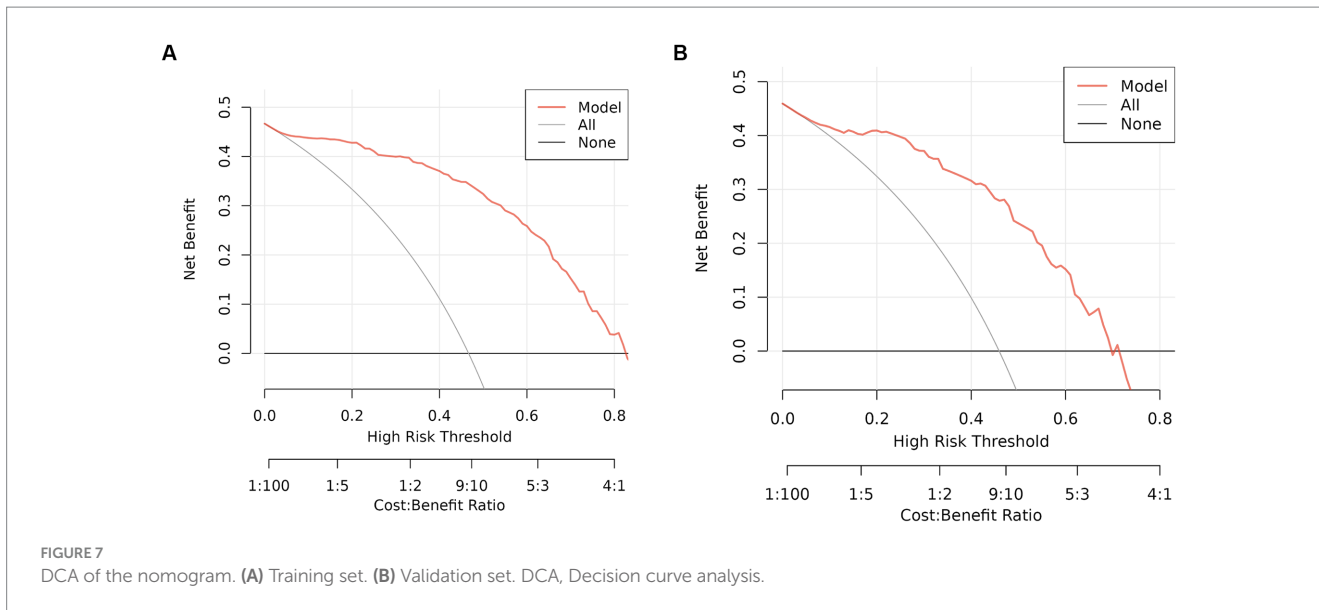 A
Model
All
None
0.5
0.4
0.3
0.2
0.1
0.0
Net Benefit
0.0 0.2 0.4 0.6 0.8
High Risk Threshold
1:100 1:5 1:2 9:10 5:3 4:1
Cost:Benefit Ratio
B
Model
All
None
0.5
0.4
0.3
0.2
0.1
0.0
Net Benefit
0.0 0.2 0.4 0.6 0.8
High Risk Threshold
1:100 1:5 1:2 9:10 5:3 4:1
Cost:Benefit Ratio
FIGURE 7
DCA of the nomogram. (A) Training set. (B) Validation set. DCA, Decision curve analysis.